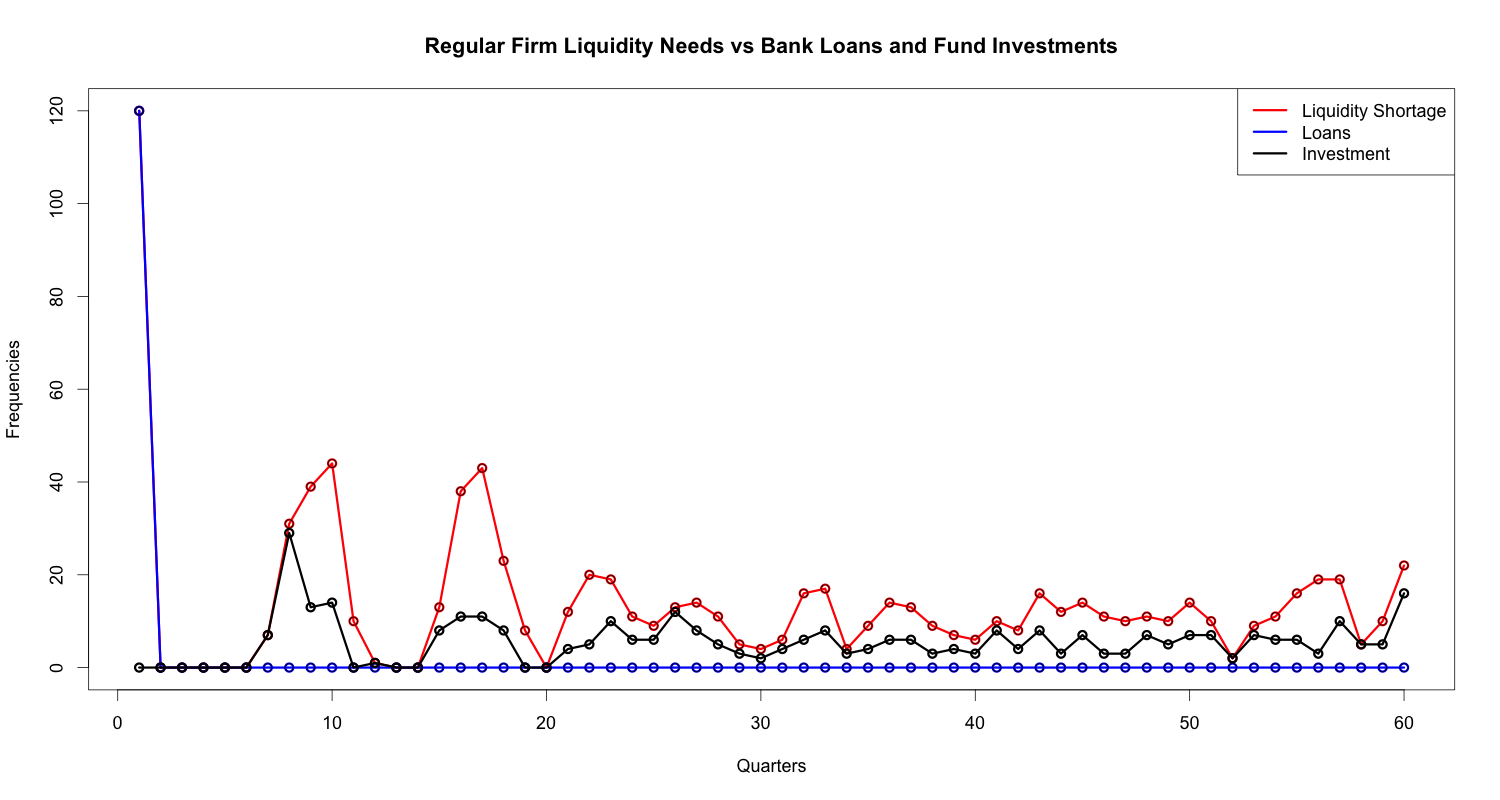 Regular Firm Liquidity Needs vs Bank Loans and Fund Investments
Liquidity Shortage
Loans
Investment
Frequencies
120
100
80
60
40
20
0
0 10 20 30 40 50 60
Quarters